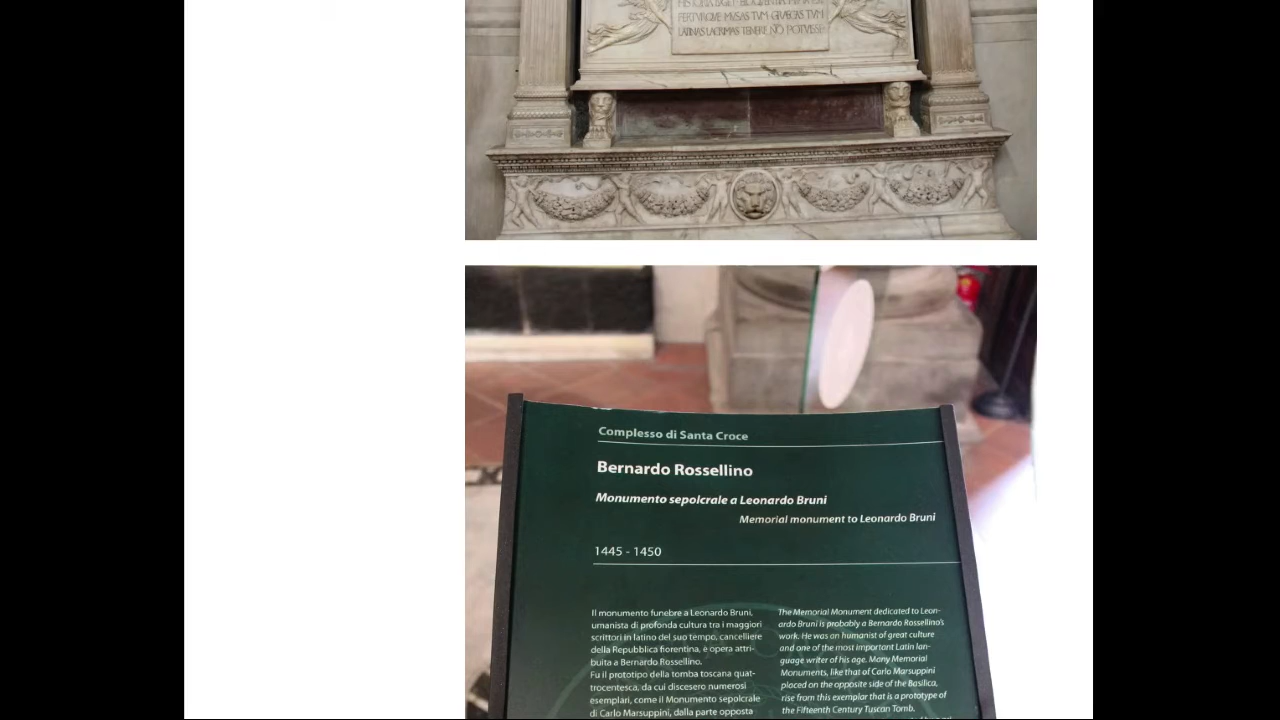 HISTORIA LVGET ELOQVENTIA MVTA EST
FERTVRQVE MVSAS TVM GRAECAS TVM
LATINAS LACRIMAS TENERE NO POTVISSE
Complesso di Santa Croce
Bernardo Rossellino
Monumento sepolcrale a Leonardo Bruni
Memorial monument to Leonardo Bruni
1445 - 1450
Il monumento funebre a Leonardo Bruni,
umanista di profonda cultura tra i maggiori
scrittori in latino del suo tempo, cancelliere
della Repubblica fiorentina, è opera attri-
buita a Bernardo Rossellino.
Fu il prototipo della tomba toscana quat-
trocentesca, da cui discesero numerosi
esemplari, come il Monumento sepolcrale
di Carlo Marsuppini, dalla parte opposta
The Memorial Monument dedicated to Leon-
ardo Bruni is probably a Bernardo Rossellino's
work. He was an humanist of great culture
and one of the most important Latin lan-
guage writer of his age. Many Memorial
Monuments, like that of Carlo Marsuppini
placed on the opposite side of the Basilica,
rise from this exemplar that is a prototype of
the Fifteenth Century Tuscan Tomb.